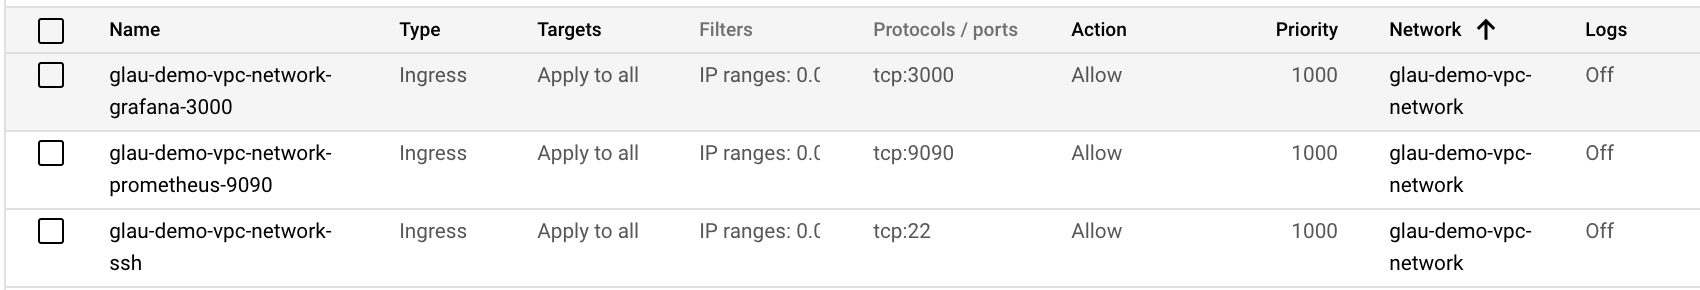 Name Type Targets Filters Protocols / ports Action Priority Network Logs
glau-demo-vpc-network- Ingress Apply to all IP ranges: 0.0 tcp:3000 Allow 1000 glau-demo-vpc- Off
grafana-3000 network
glau-demo-vpc-network- Ingress Apply to all IP ranges: 0.0 tcp:9090 Allow 1000 glau-demo-vpc- Off
prometheus-9090 network
glau-demo-vpc-network- Ingress Apply to all IP ranges: 0.0 tcp:22 Allow 1000 glau-demo-vpc- Off
ssh network